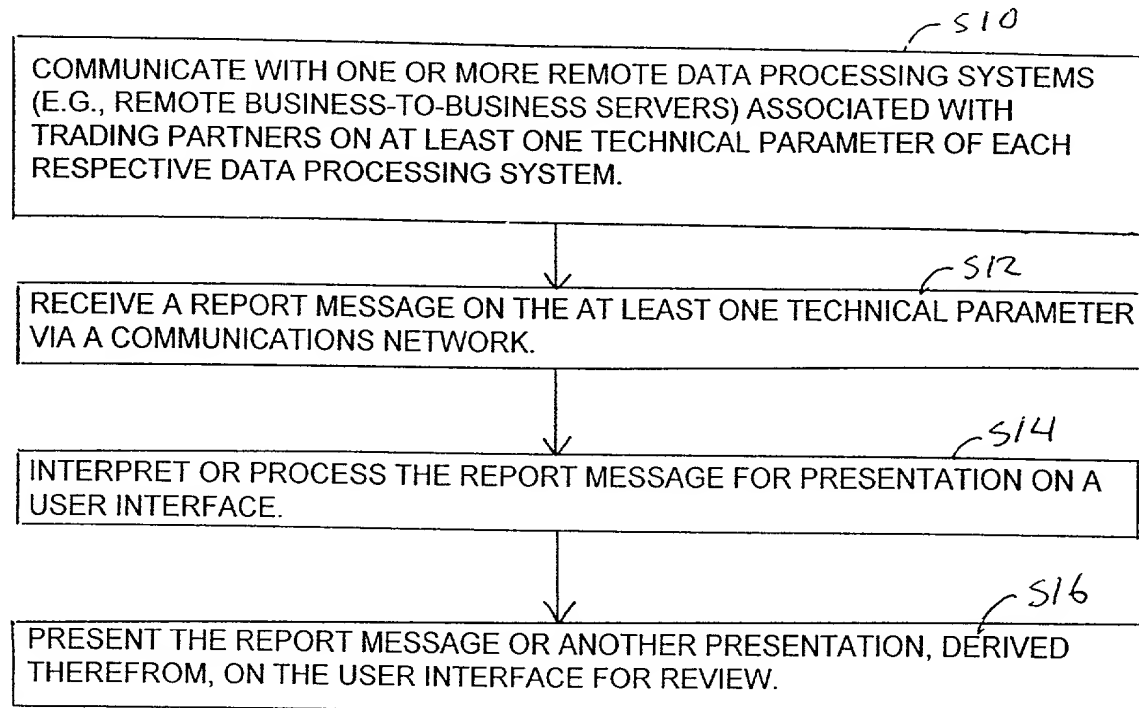 S10
COMMUNICATE WITH ONE OR MORE REMOTE DATA PROCESSING SYSTEMS
(E.G., REMOTE BUSINESS-TO-BUSINESS SERVERS) ASSOCIATED WITH
TRADING PARTNERS ON AT LEAST ONE TECHNICAL PARAMETER OF EACH
RESPECTIVE DATA PROCESSING SYSTEM.
S12
RECEIVE A REPORT MESSAGE ON THE AT LEAST ONE TECHNICAL PARAMETER
VIA A COMMUNICATIONS NETWORK.
S14
INTERPRET OR PROCESS THE REPORT MESSAGE FOR PRESENTATION ON A
USER INTERFACE.
S16
PRESENT THE REPORT MESSAGE OR ANOTHER PRESENTATION, DERIVED
THEREFROM, ON THE USER INTERFACE FOR REVIEW.